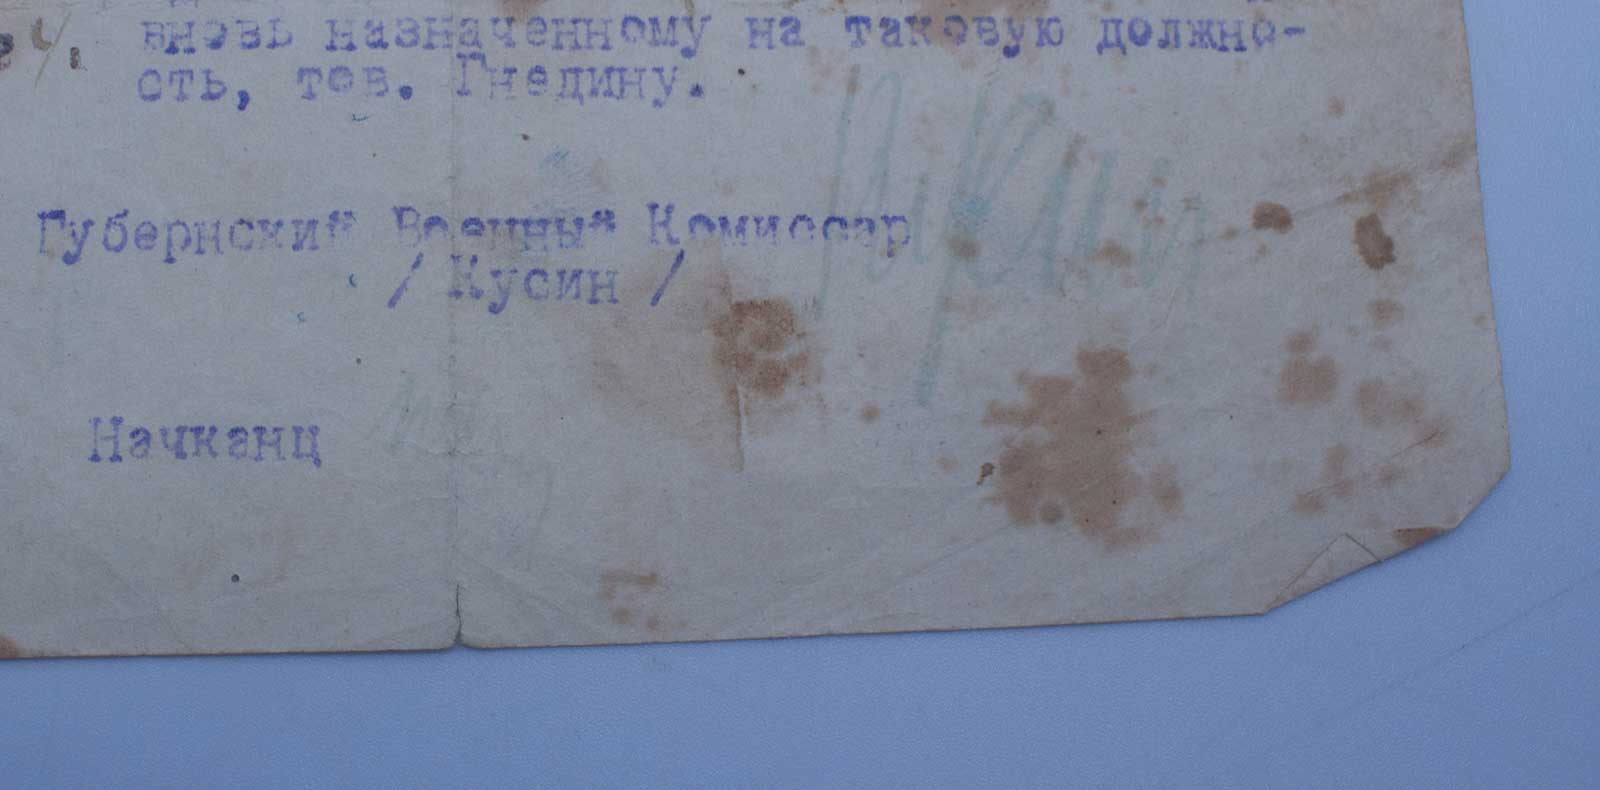 вновь назначенному на таковую должно-
сть, тов. Гнедину.
Губернский Военный Комиссар
/ Кусин /
Начканц